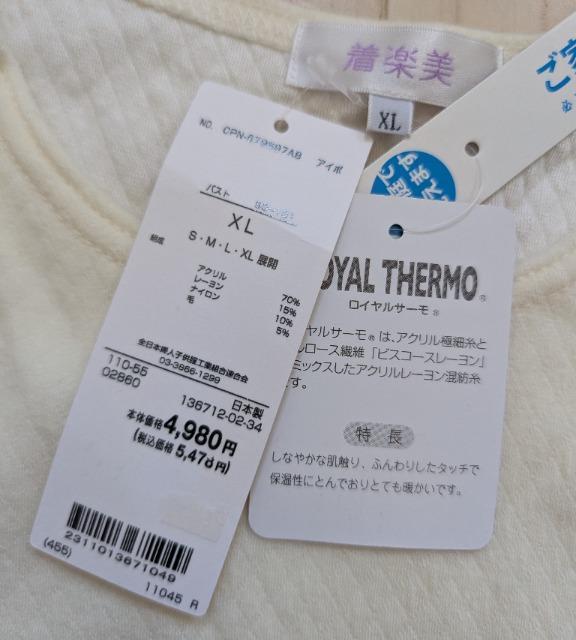 着楽美
XL
NO. CPN-679597AB アイボ
バスト
XL
S・M・L・XL 展開
組成
アクリル 70%
レーヨン 15%
ナイロン 10%
毛 5%
全日本婦人子供服工業組合連合会
03-3866-1299
110-55
日本製
02860
136712-02-34
本体価格 4,980円
(税込価格 5,478円)
2311013671049
(455)
11045 R
OYAL THERMO®
ロイヤルサーモ®
ヤルサーモ®は、アクリル極細糸と
ルロース繊維「ビスコースレーヨン」
ミックスしたアクリルレーヨン混紡糸
です。
特長
しなやかな肌触り、ふんわりしたタッチで
保温性にとんでおりとても暖かいです。